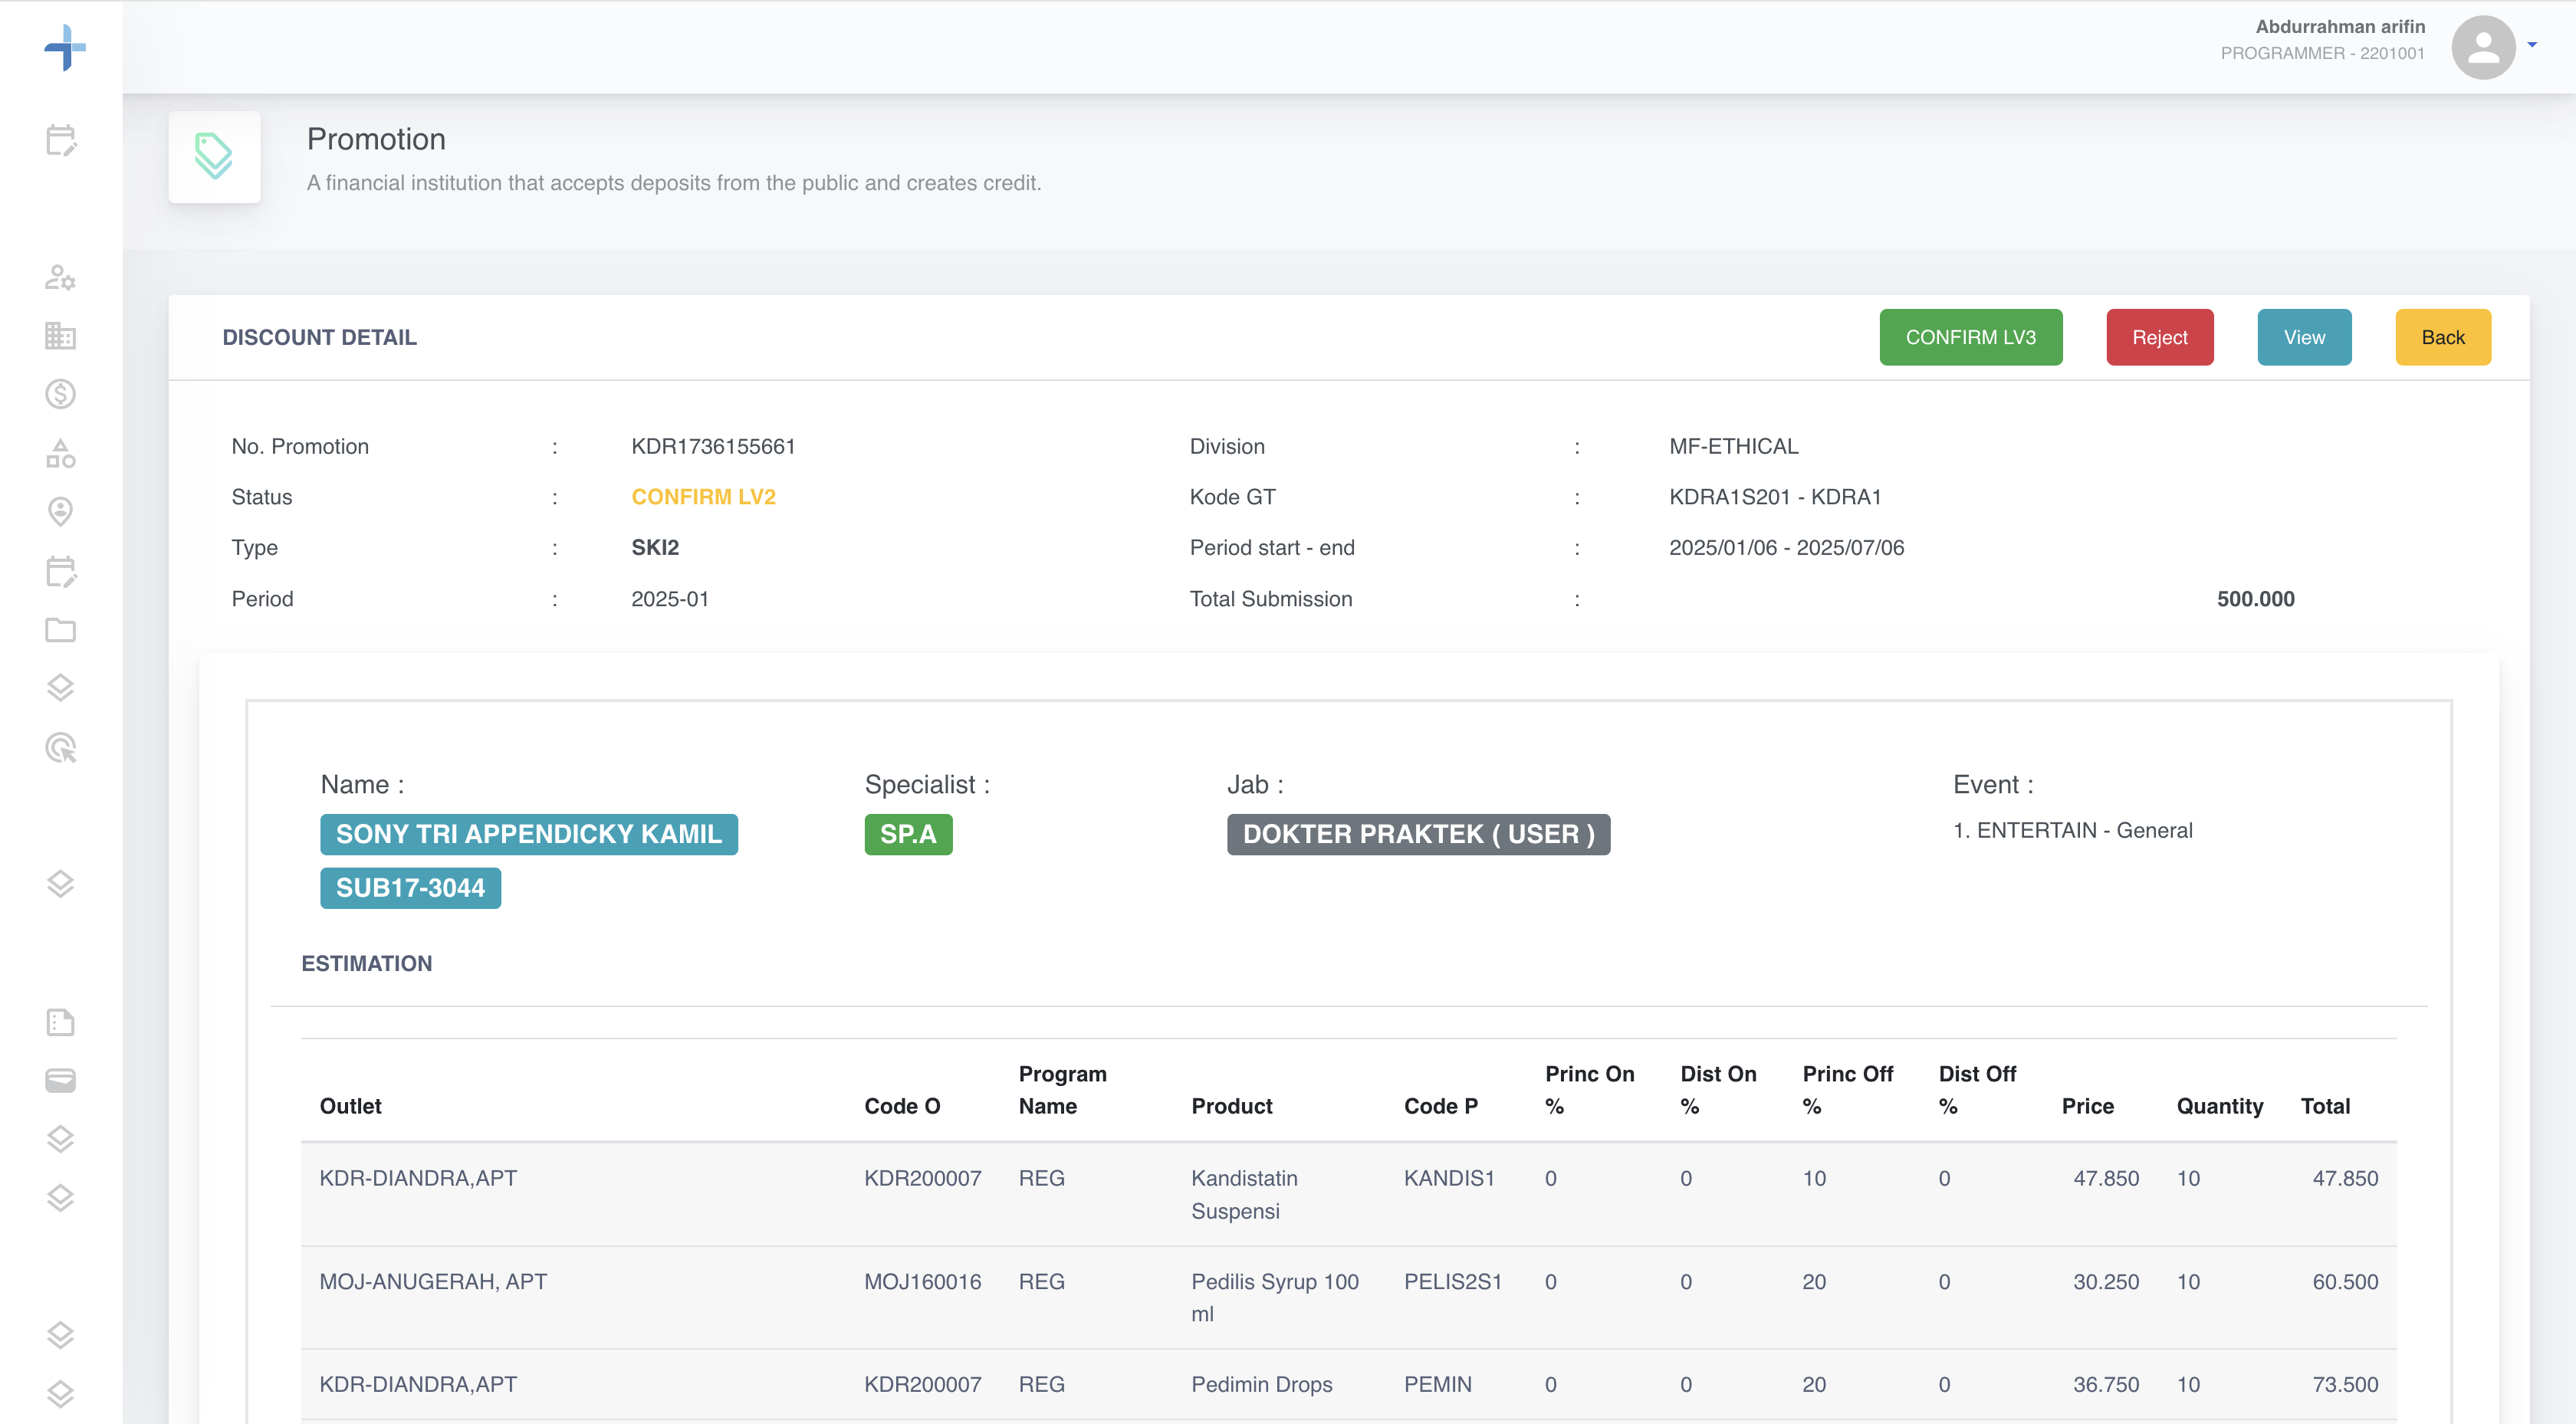 Abdurrahman arifin
PROGRAMMER - 2201001
Promotion
A financial institution that accepts deposits from the public and creates credit.
DISCOUNT DETAIL CONFIRM LV3 Reject View Back
No. Promotion : KDR1736155661 Division : MF-ETHICAL
Status : CONFIRM LV2 Kode GT : KDRA1S201 - KDRA1
Type : SKI2 Period start - end : 2025/01/06 - 2025/07/06
Period : 2025-01 Total Submission : 500.000
Name : Specialist : Jab : Event :
SONY TRI APPENDICKY KAMIL SP.A DOKTER PRAKTEK ( USER ) 1. ENTERTAIN - General
SUB17-3044
ESTIMATION
Program Princ On Dist On Princ Off Dist Off
Outlet Code O Name Product Code P % % % % Price Quantity Total
KDR-DIANDRA,APT KDR200007 REG Kandistatin KANDIS1 0 0 10 0 47.850 10 47.850
Suspensi
MOJ-ANUGERAH, APT MOJ160016 REG Pedilis Syrup 100 PELIS2S1 0 0 20 0 30.250 10 60.500
ml
KDR-DIANDRA,APT KDR200007 REG Pedimin Drops PEMIN 0 0 20 0 36.750 10 73.500